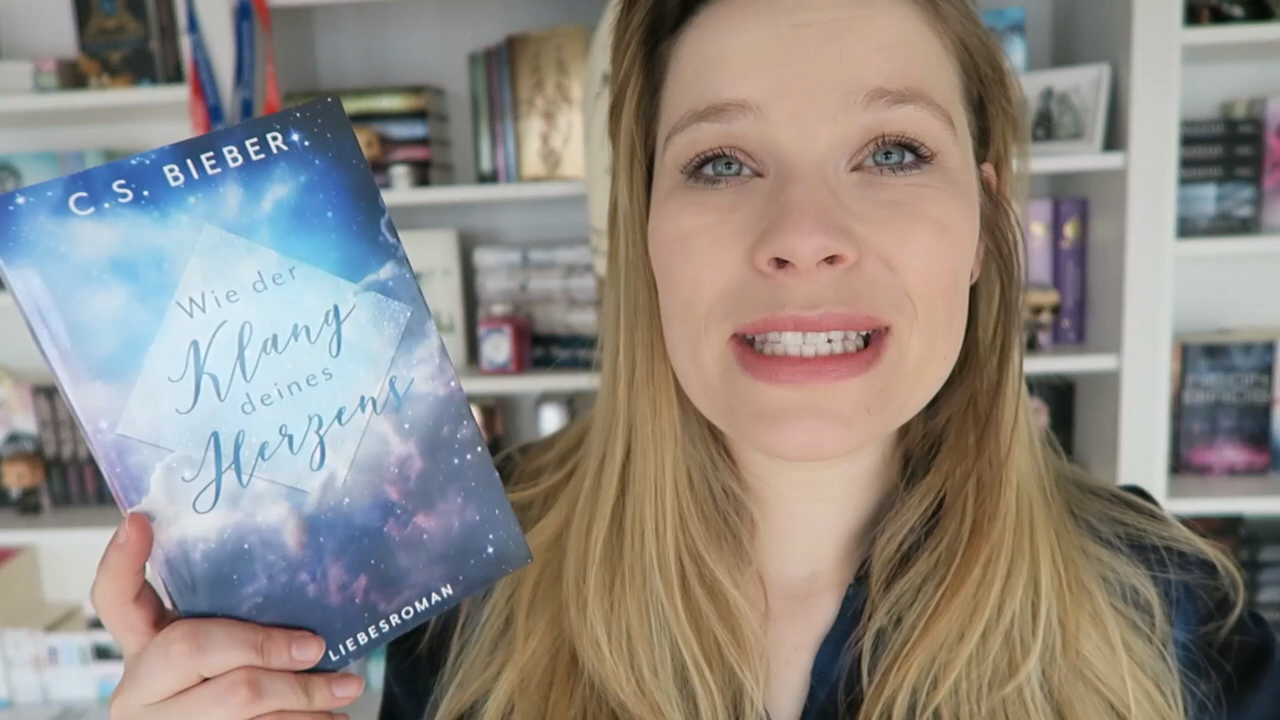 C.S. BIEBER
Wie der
Klang
deines
Herzens
LIEBESROMAN